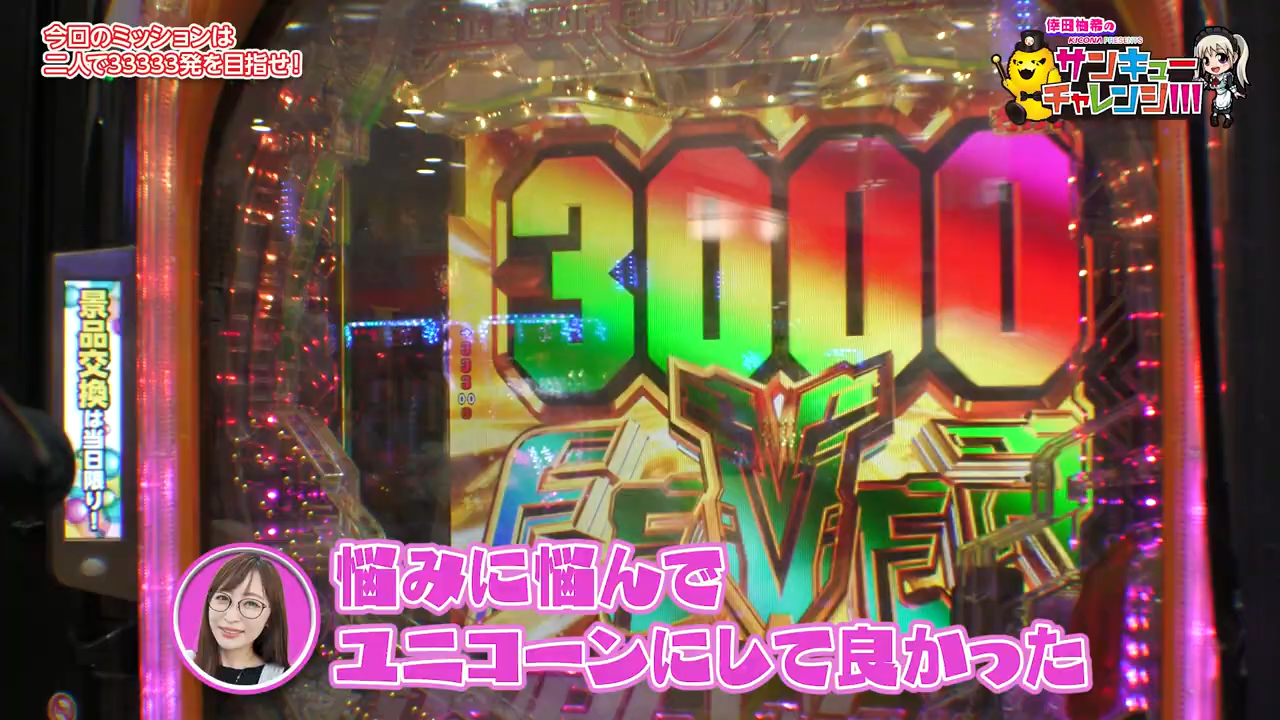 今回のミッションは
二人で33333発を目指せ!
倖田柚希の
KICONA PRESENTS
サンキュー
チャレンジ!!!
3000
FEVER
景品交換は当日限り!
悩みに悩んで
ユニコーンにして良かった